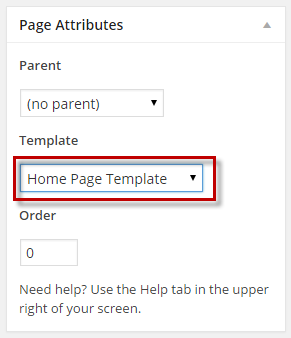 Page Attributes
Parent
(no parent)
Template
Home Page Template
Order
0
Need help? Use the Help tab in the upper
right of your screen.